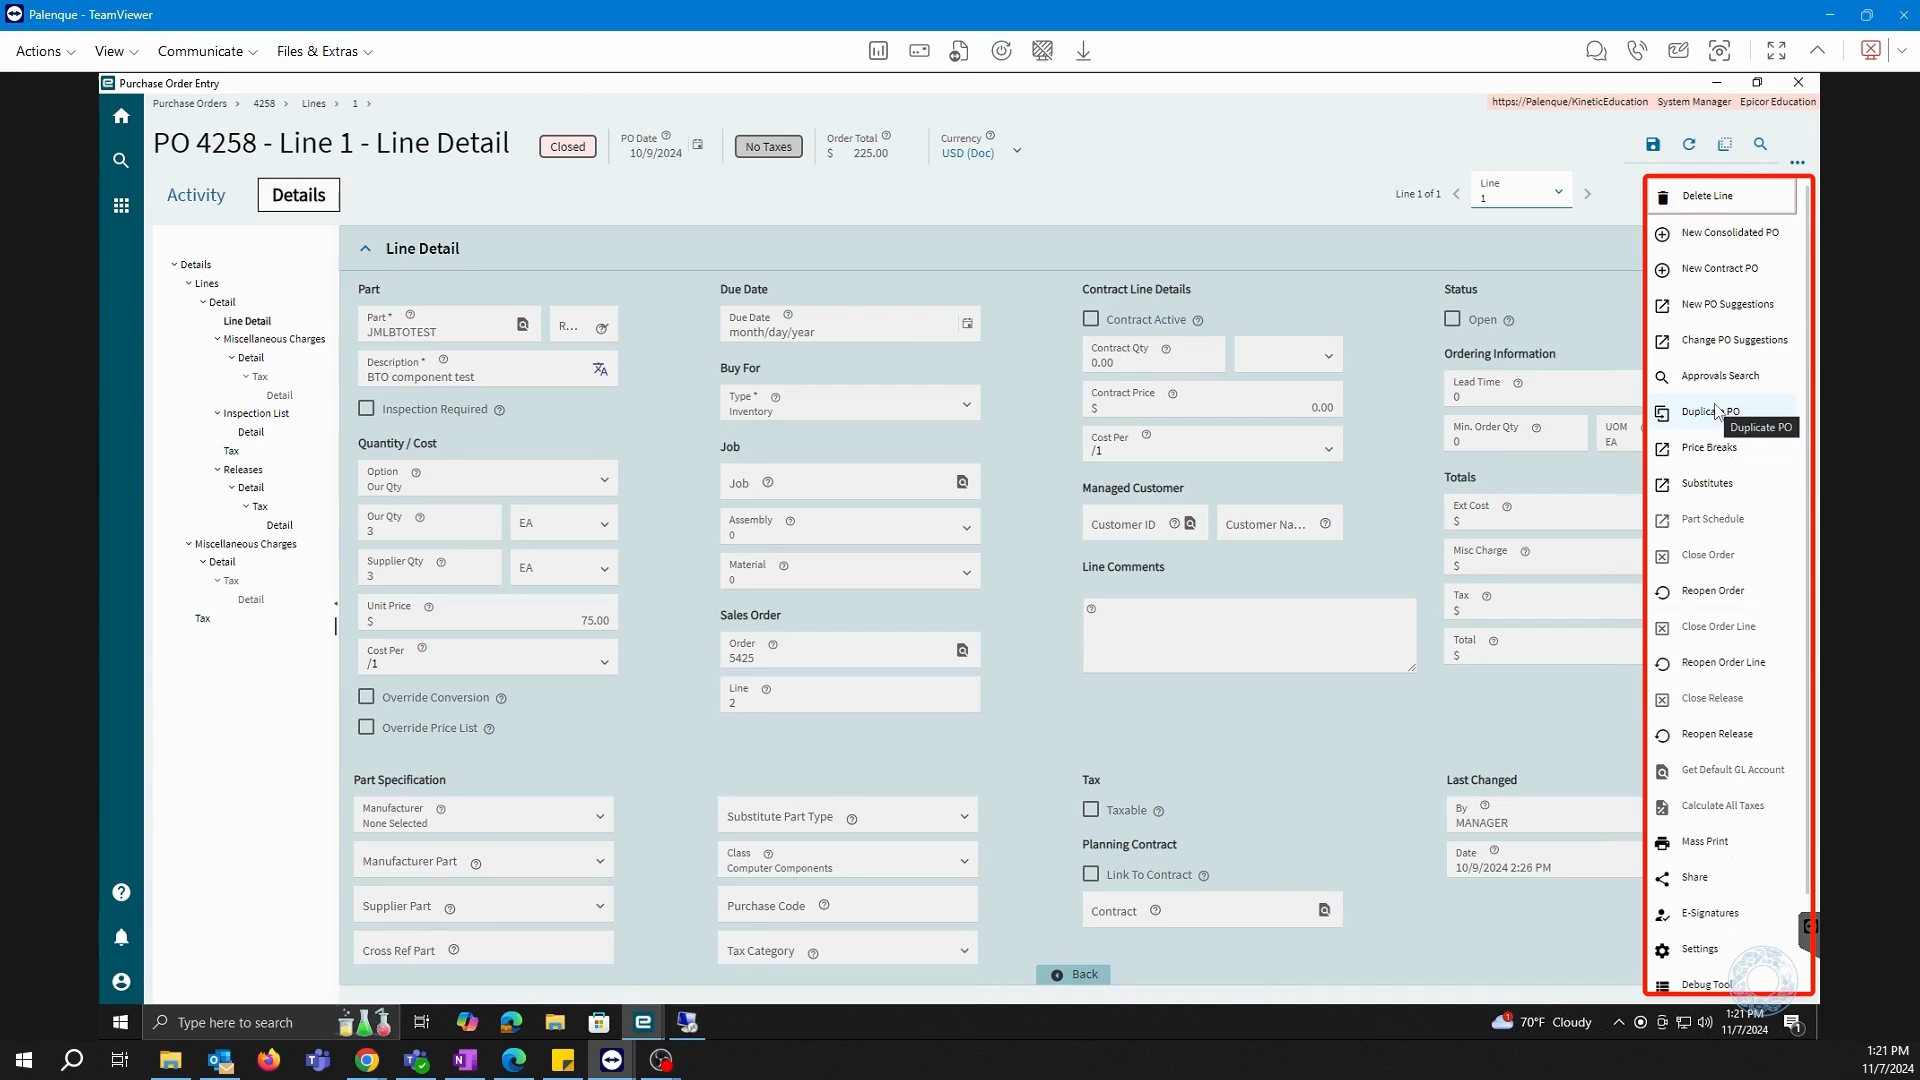 Palenque - TeamViewer
Actions View Communicate Files & Extras
Purchase Order Entry
Purchase Orders > 4258 > Lines > 1 >
https://Palenque/KineticEducation System Manager Epicor Education
PO 4258 - Line 1 - Line Detail
Closed
PO Date
10/9/2024
No Taxes
Order Total
$ 225.00
Currency
USD (Doc)
Activity
Details
Line 1 of 1
Line
1
Details
Lines
Detail
Line Detail
Miscellaneous Charges
Detail
Tax
Detail
Inspection List
Detail
Tax
Releases
Detail
Tax
Detail
Miscellaneous Charges
Detail
Tax
Detail
Tax
Line Detail
Part
Part *
JMLBTOTEST
R...
Description *
BTO component test
Inspection Required
Quantity / Cost
Option
Our Qty
Our Qty
3
EA
Supplier Qty
3
EA
Unit Price
$ 75.00
Cost Per
/1
Override Conversion
Override Price List
Due Date
Due Date
month/day/year
Buy For
Type *
Inventory
Job
Job
Assembly
0
Material
0
Sales Order
Order
5425
Line
2
Contract Line Details
Contract Active
Contract Qty
0.00
Contract Price
$ 0.00
Cost Per
/1
Managed Customer
Customer ID
Customer Na...
Line Comments
Status
Open
Ordering Information
Lead Time
0
Min. Order Qty
0
UOM
EA
Totals
Ext Cost
$
Misc Charge
$
Tax
$
Total
$
Part Specification
Manufacturer
None Selected
Manufacturer Part
Supplier Part
Cross Ref Part
Substitute Part Type
Class
Computer Components
Purchase Code
Tax Category
Tax
Taxable
Planning Contract
Link To Contract
Contract
Last Changed
By
MANAGER
Date
10/9/2024 2:26 PM
Back
Delete Line
New Consolidated PO
New Contract PO
New PO Suggestions
Change PO Suggestions
Approvals Search
Duplicate PO
Duplicate PO
Price Breaks
Substitutes
Part Schedule
Close Order
Reopen Order
Close Order Line
Reopen Order Line
Close Release
Reopen Release
Get Default GL Account
Calculate All Taxes
Mass Print
Share
E-Signatures
Settings
Debug Tool
Type here to search
70°F Cloudy
1:21 PM
11/7/2024
1
1:21 PM
11/7/2024